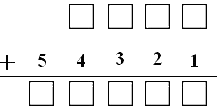 □ □ □ □
+ 5 4 3 2 1
□ □ □ □ □